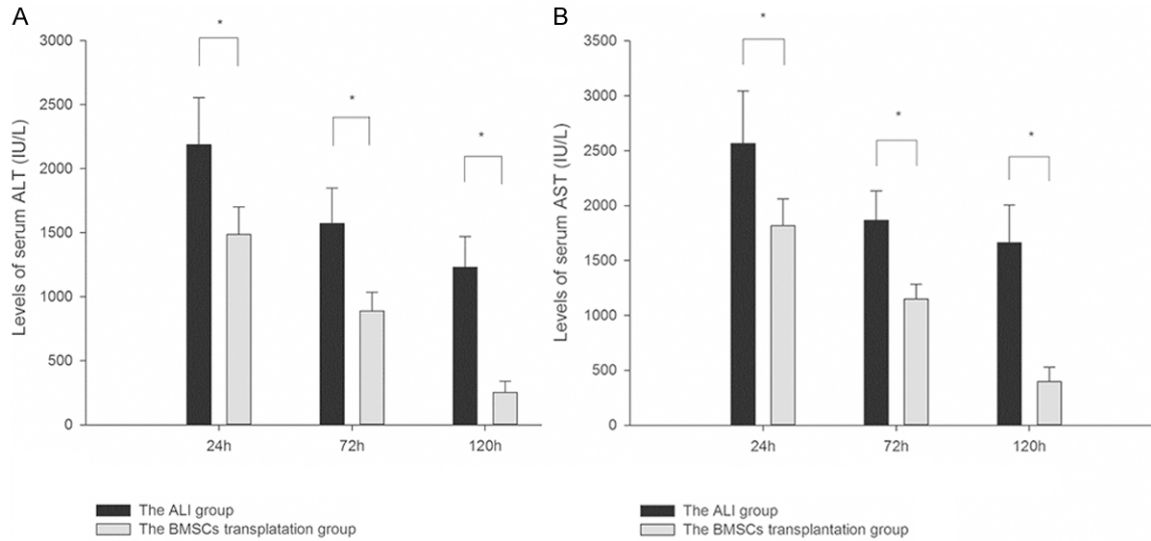 A
*
*
*
3000
2500
2000
1500
1000
500
0
Levels of serum ALT (IU/L)
24h 72h 120h
The ALI group
The BMSCs transplatation group
B
*
*
*
3500
3000
2500
2000
1500
1000
500
0
Levels of serum AST (IU/L)
24h 72h 120h
The ALI group
The BMSCs transplantation group